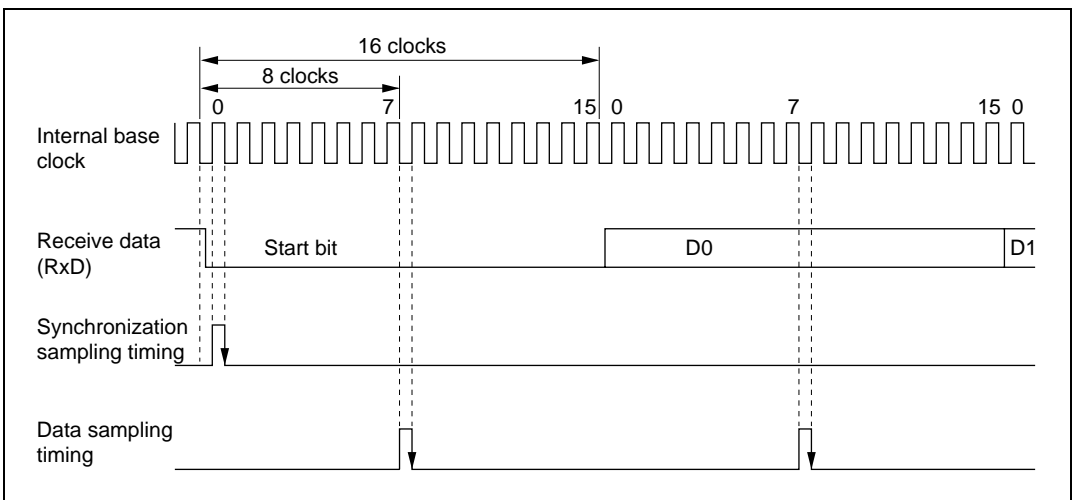 16 clocks
8 clocks
0 7 15 0 7 15 0
Internal base
clock
Receive data
(RxD)
Start bit D0 D1
Synchronization
sampling timing
Data sampling
timing